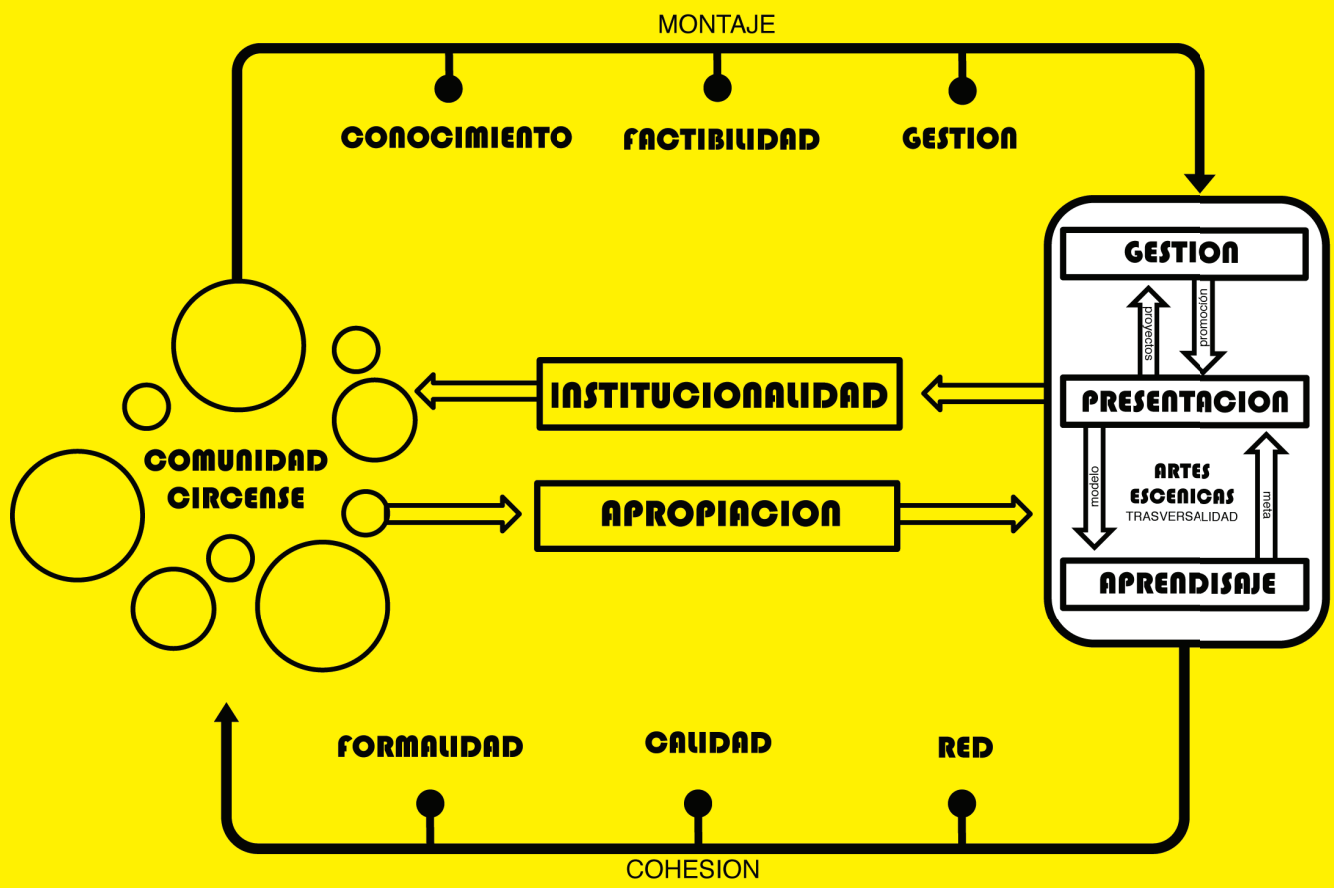 MONTAJE
CONOCIMIENTO
FACTIBILIDAD
GESTION
GESTION
proyectos
promoción
INSTITUCIONALIDAD
PRESENTACION
COMUNIDAD
CIRCENSE
APROPIACION
modelo
ARTES
ESCENICAS
TRASVERSALIDAD
meta
APRENDISAJE
FORMALIDAD
CALIDAD
RED
COHESION